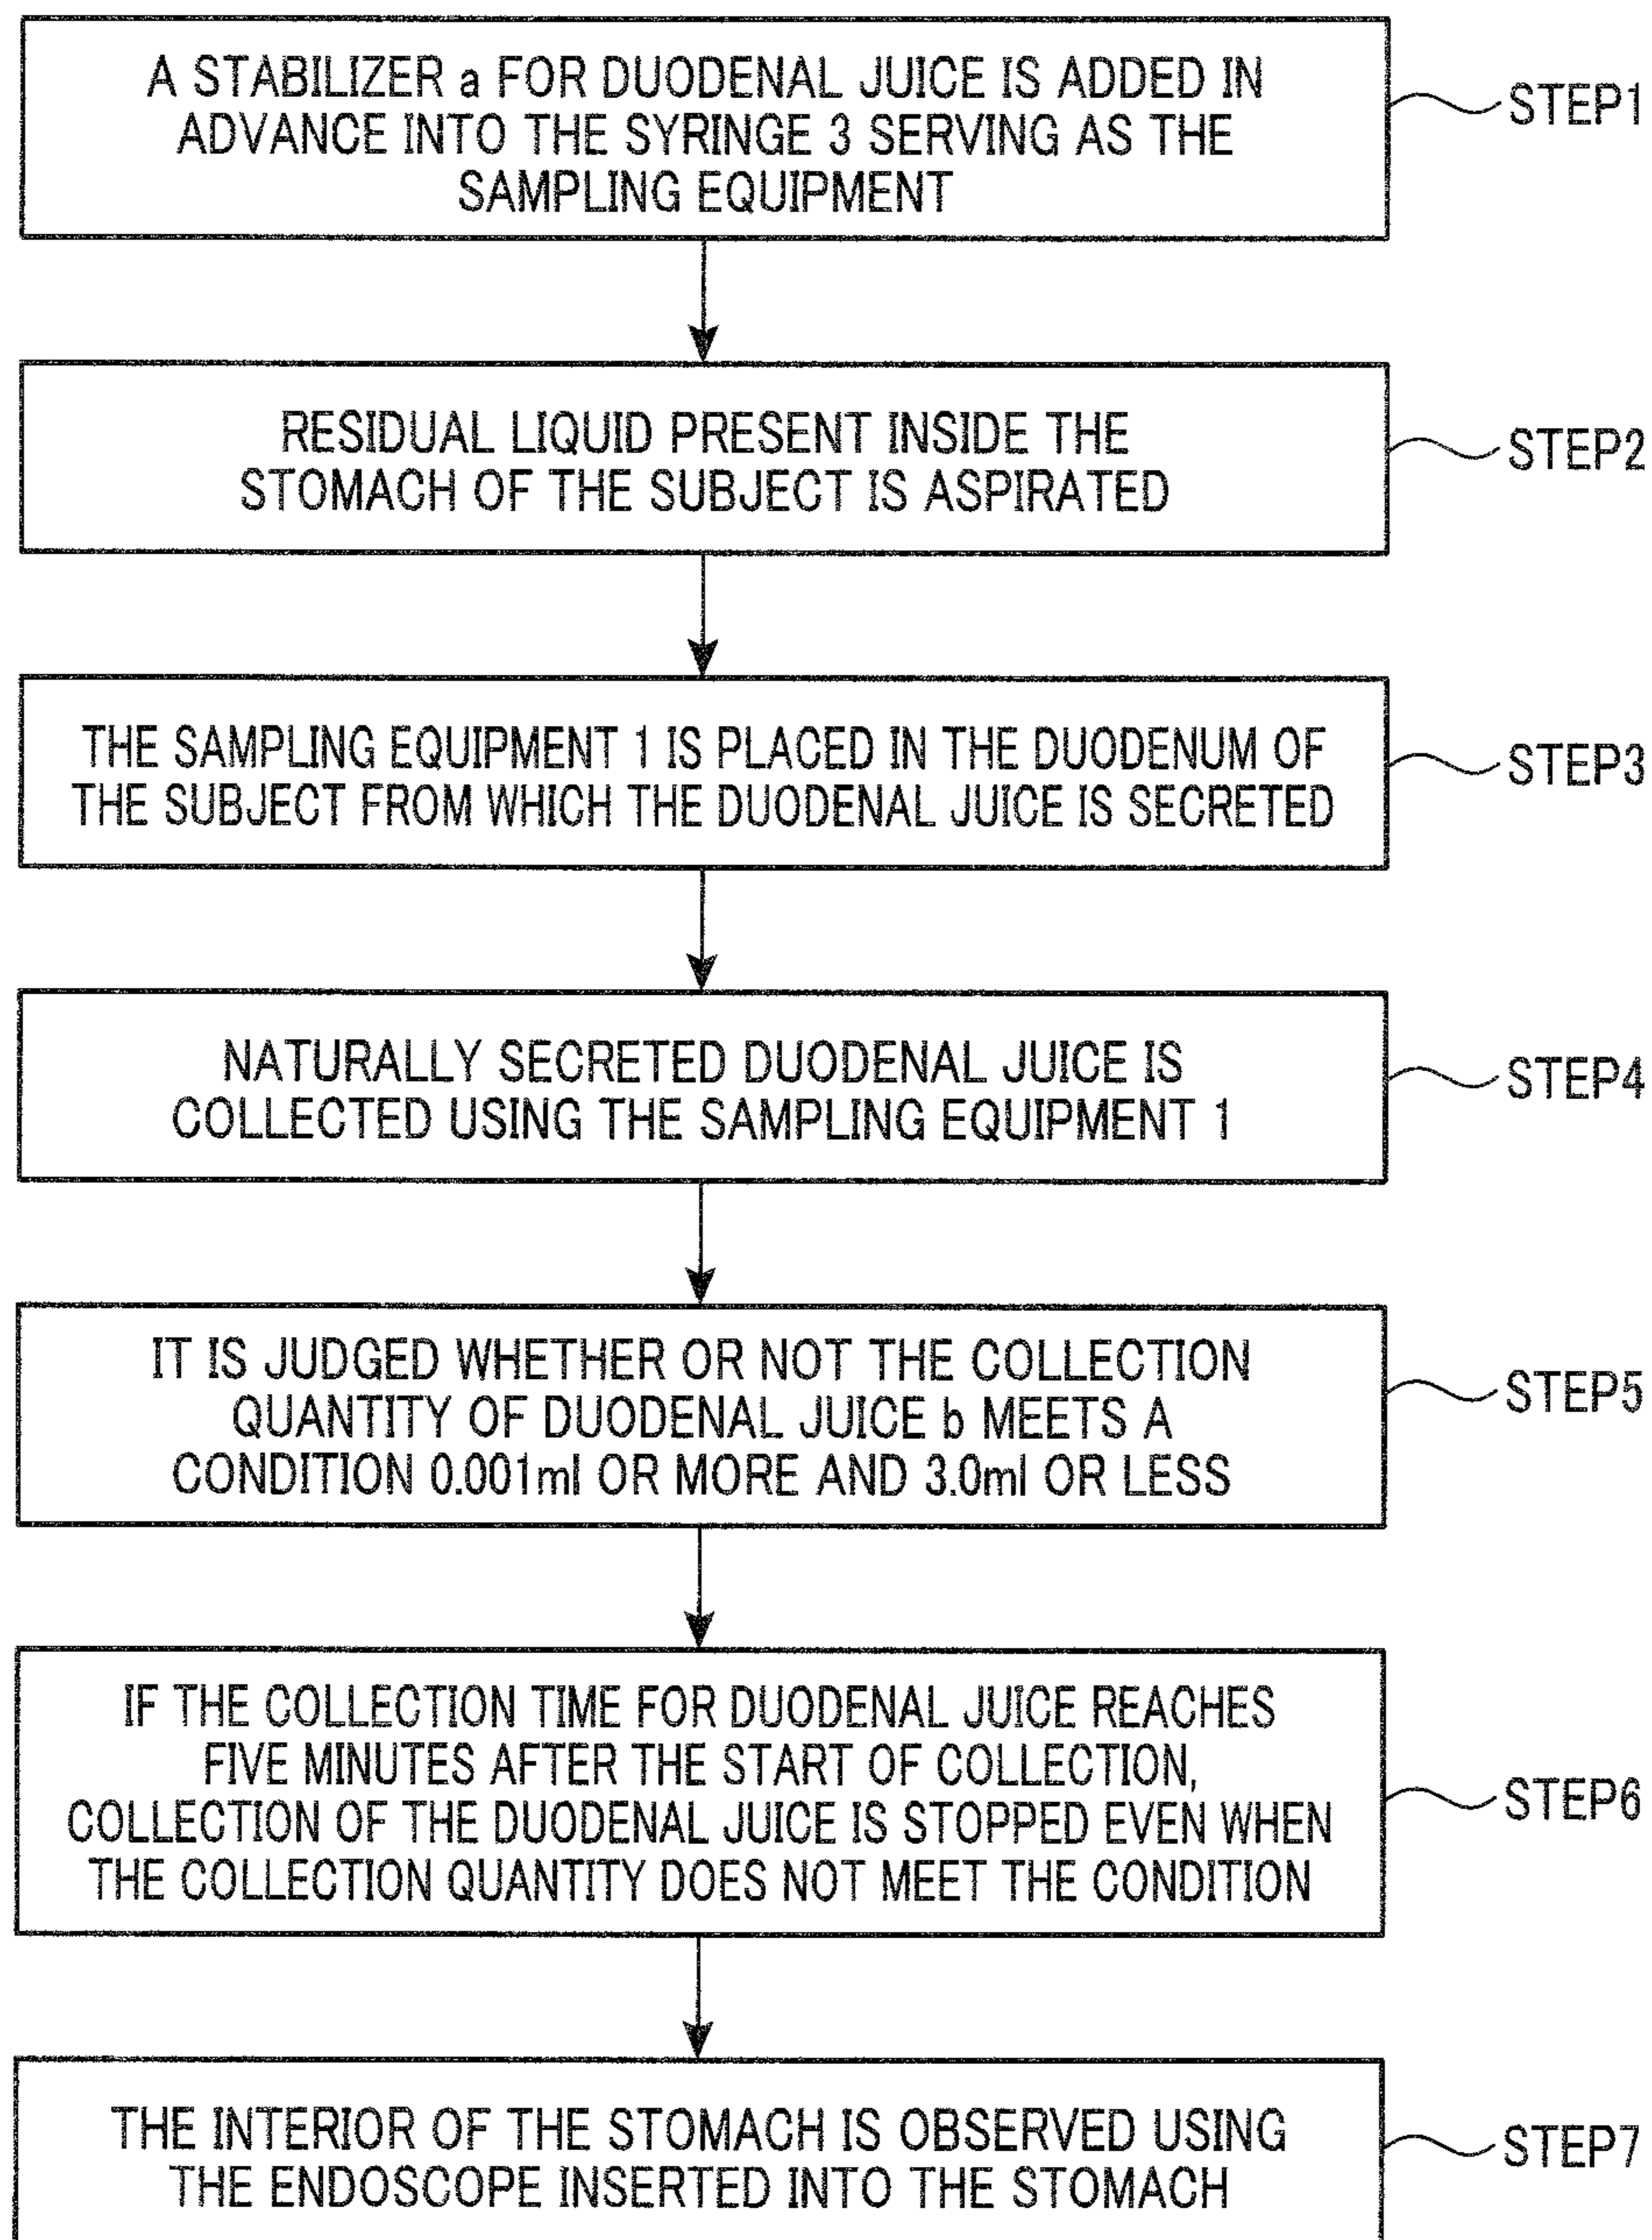 A STABILIZER a FOR DUODENAL JUICE IS ADDED IN
ADVANCE INTO THE SYRINGE 3 SERVING AS THE
SAMPLING EQUIPMENT
STEP1
RESIDUAL LIQUID PRESENT INSIDE THE
STOMACH OF THE SUBJECT IS ASPIRATED
STEP2
THE SAMPLING EQUIPMENT 1 IS PLACED IN THE DUODENUM OF
THE SUBJECT FROM WHICH THE DUODENAL JUICE IS SECRETED
STEP3
NATURALLY SECRETED DUODENAL JUICE IS
COLLECTED USING THE SAMPLING EQUIPMENT 1
STEP4
IT IS JUDGED WHETHER OR NOT THE COLLECTION
QUANTITY OF DUODENAL JUICE b MEETS A
CONDITION 0.001ml OR MORE AND 3.0ml OR LESS
STEP5
IF THE COLLECTION TIME FOR DUODENAL JUICE REACHES
FIVE MINUTES AFTER THE START OF COLLECTION,
COLLECTION OF THE DUODENAL JUICE IS STOPPED EVEN WHEN
THE COLLECTION QUANTITY DOES NOT MEET THE CONDITION
STEP6
THE INTERIOR OF THE STOMACH IS OBSERVED USING
THE ENDOSCOPE INSERTED INTO THE STOMACH
STEP7